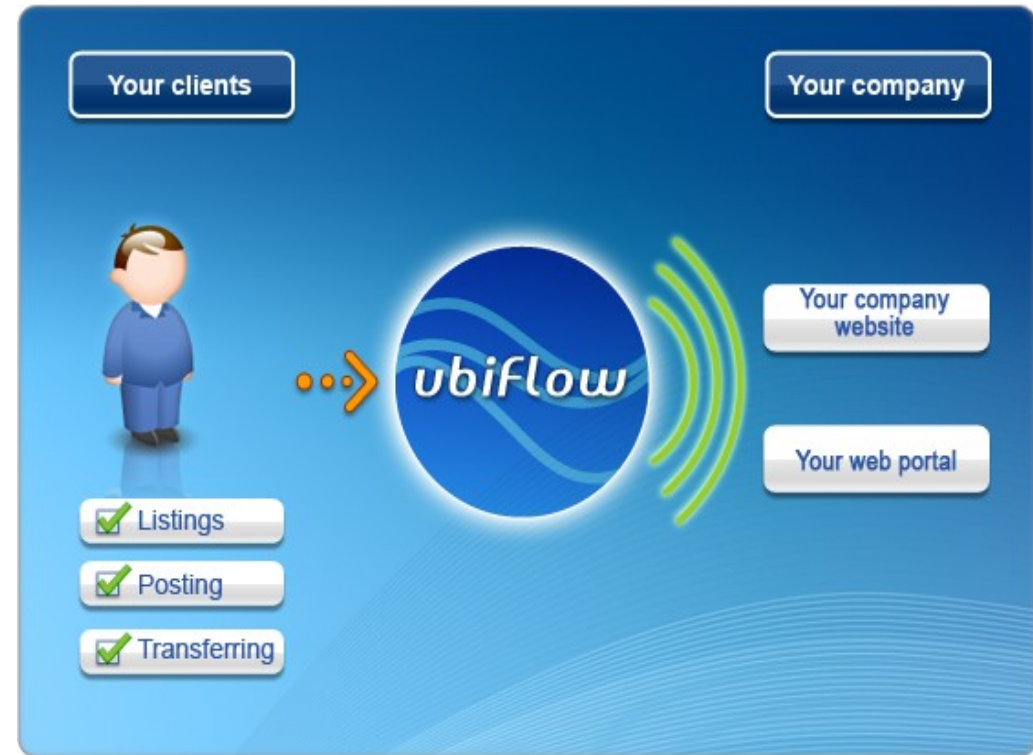 Your clients
Your company
ubiFlow
Your company
website
Your web portal
Listings
Posting
Transferring